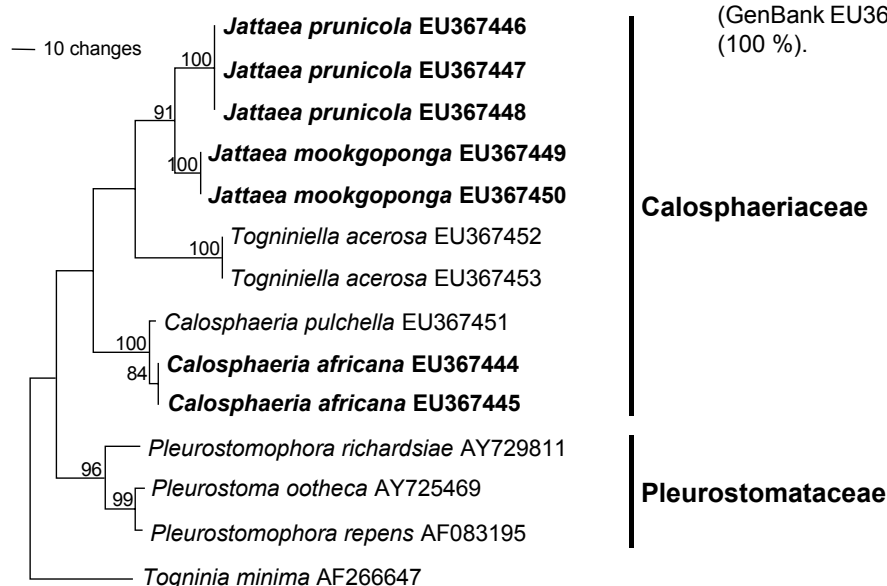 (GenBank EU36
(100 %).
10 changes
Jattaea prunicola EU367446
100
Jattaea prunicola EU367447
Jattaea prunicola EU367448
91
Jattaea mookgoponga EU367449
100
Jattaea mookgoponga EU367450
Calosphaeriaceae
Togniniella acerosa EU367452
100
Togniniella acerosa EU367453
Calosphaeria pulchella EU367451
100
Calosphaeria africana EU367444
84
Calosphaeria africana EU367445
Pleurostomophora richardsiae AY729811
96
Pleurostoma ootheca AY725469
99
Pleurostomataceae
Pleurostomophora repens AF083195
Togninia minima AF266647